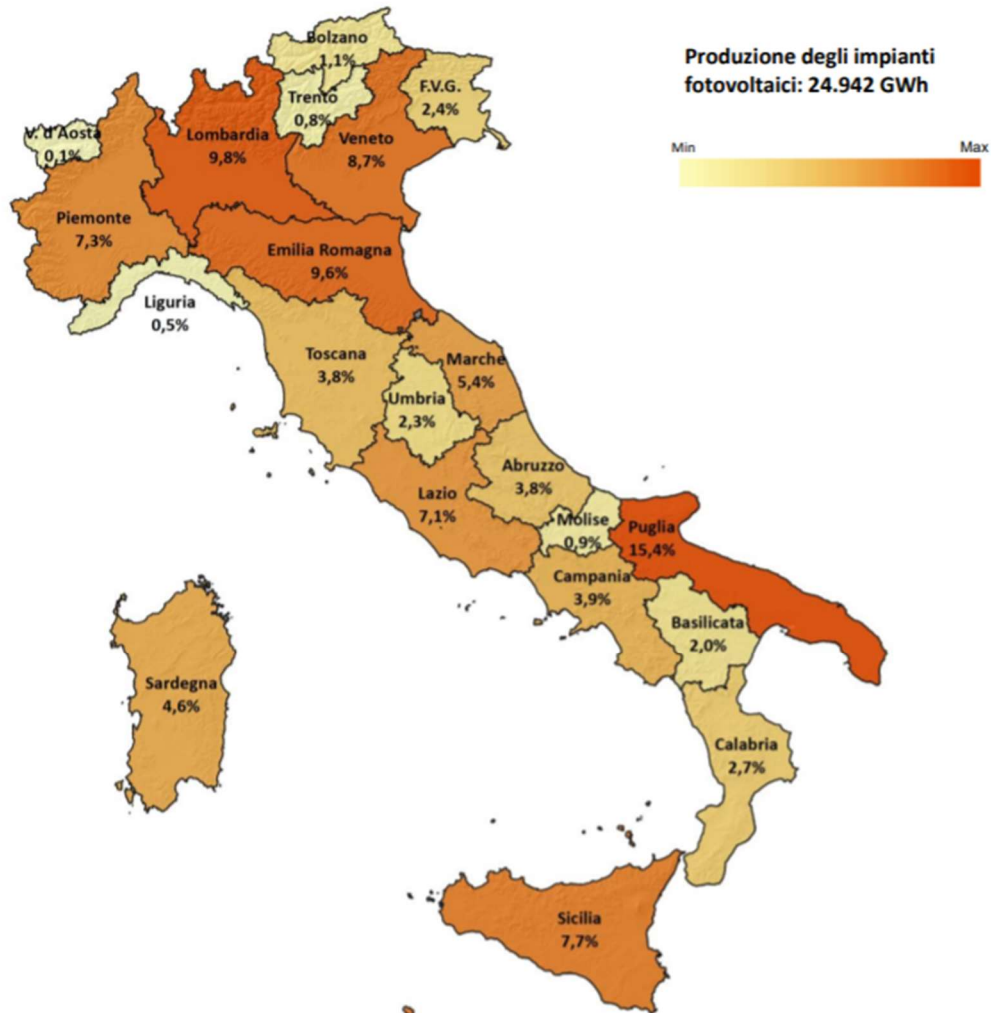 Produzione degli impianti
fotovoltaici: 24.942 GWh
Min
Max
Bolzano
1,1%
Trento
0,8%
F.V.G.
2,4%
V. d'Aosta
0,1%
Lombardia
9,8%
Veneto
8,7%
Piemonte
7,3%
Emilia Romagna
9,6%
Liguria
0,5%
Toscana
3,8%
Marche
5,4%
Umbria
2,3%
Abruzzo
3,8%
Lazio
7,1%
Molise
0,9%
Puglia
15,4%
Campania
3,9%
Basilicata
2,0%
Sardegna
4,6%
Calabria
2,7%
Sicilia
7,7%